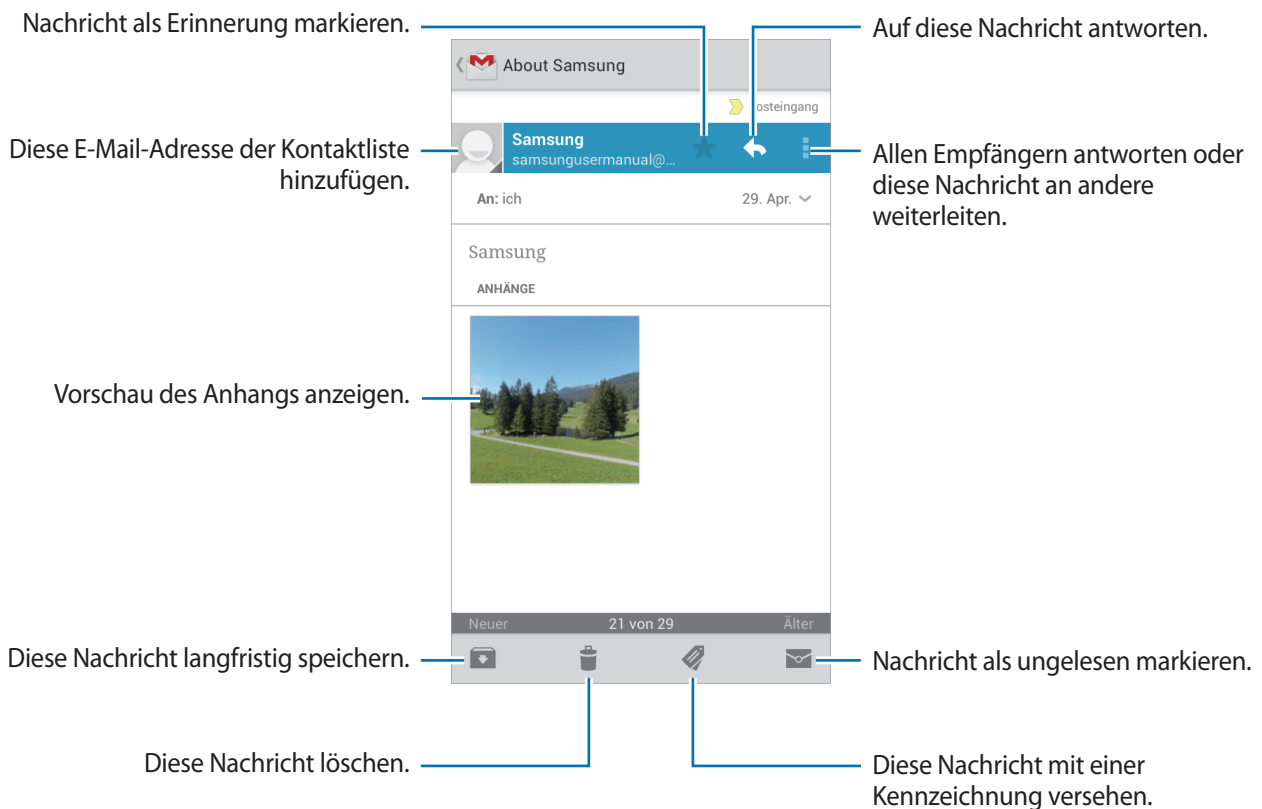 Nachricht als Erinnerung markieren.
Auf diese Nachricht antworten.
About Samsung
osteingang
Diese E-Mail-Adresse der Kontaktliste
hinzufügen.
Samsung
samsungusermanual@...
Allen Empfängern antworten oder
diese Nachricht an andere
weiterleiten.
An: ich
29. Apr.
Samsung
ANHÄNGE
Vorschau des Anhangs anzeigen.
Neuer
21 von 29
Älter
Diese Nachricht langfristig speichern.
Nachricht als ungelesen markieren.
Diese Nachricht löschen.
Diese Nachricht mit einer
Kennzeichnung versehen.